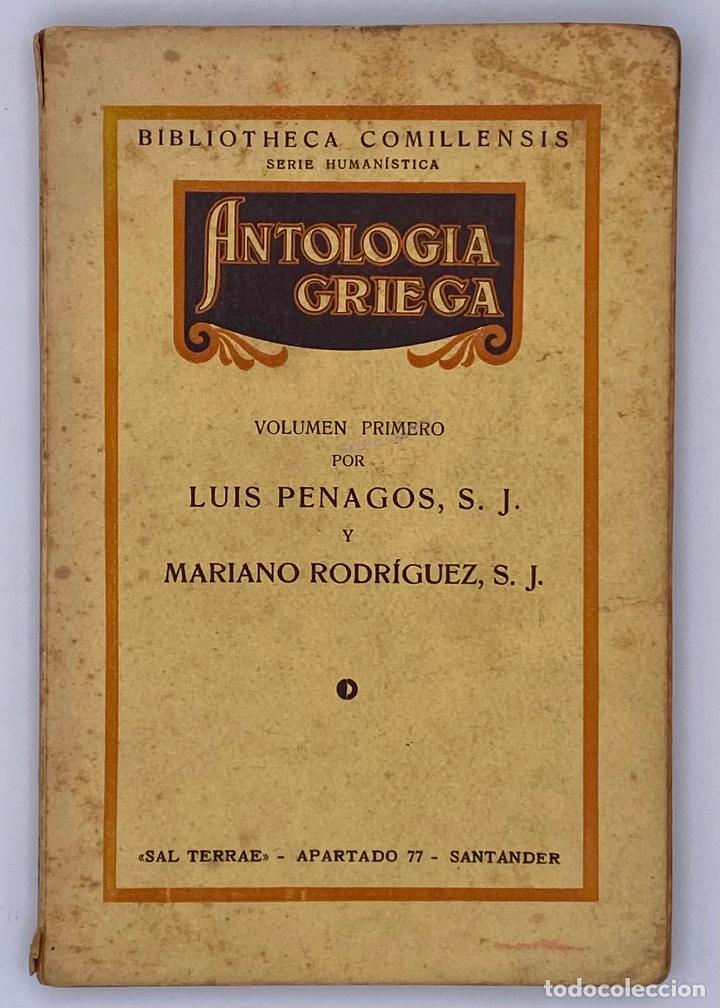 BIBLIOTHECA COMILLENSIS
SERIE HUMANÍSTICA
ANTOLOGIA
GRIEGA
VOLUMEN PRIMERO
POR
LUIS PENAGOS, S. J.
Y
MARIANO RODRÍGUEZ, S. J.
«SAL TERRAE» - APARTADO 77 - SANTANDER
todocoleccion